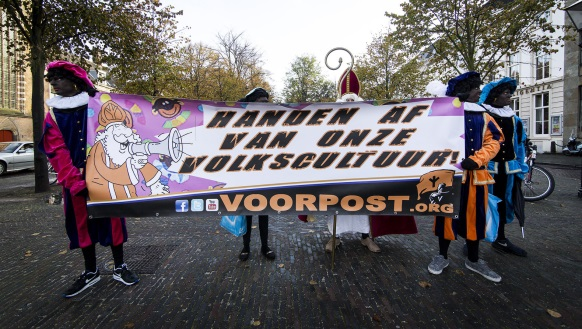 HANDEN AF
VAN ONZE
VOLKSCULTUUR!
VOORPOST.ORG